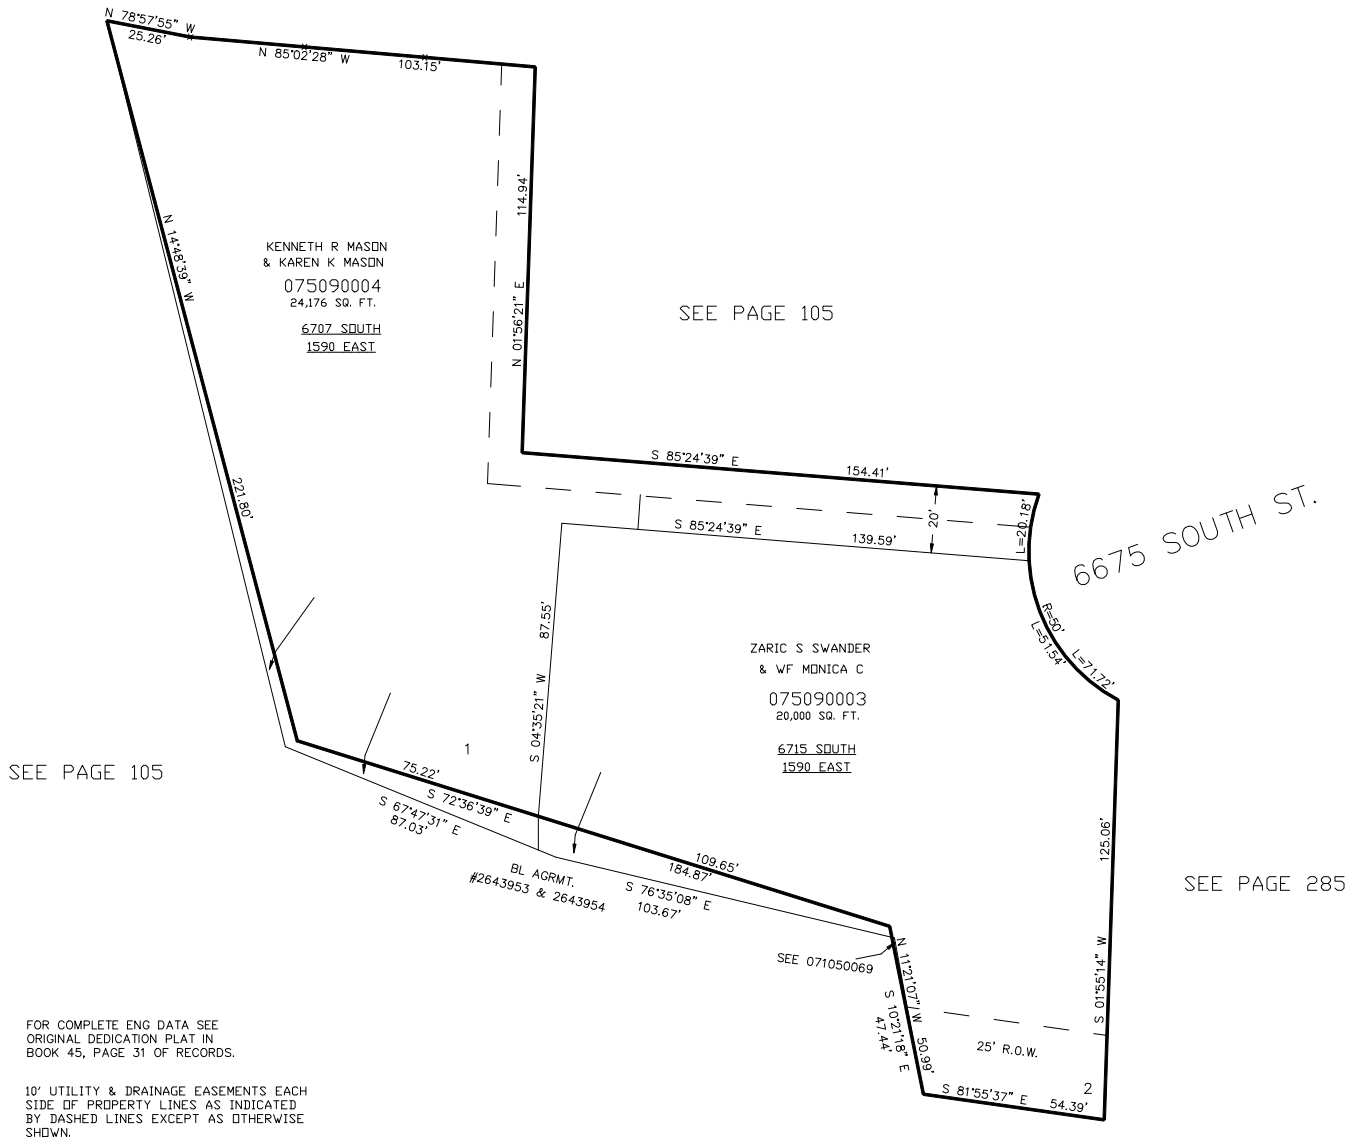 N 78°57'55" W
25.26'
N 85°02'28" W
103.15'
114.94'
N 01°56'21" E
N 14°48'39" W
221.80'
KENNETH R MASON
& KAREN K MASON
075090004
24,176 SQ. FT.
6707 SOUTH
1590 EAST
SEE PAGE 105
S 85°24'39" E
154.41'
S 85°24'39" E
139.59'
20'
L=20.18'
6675 SOUTH ST.
R=50'
L=51.54'
L=71.72'
87.55'
S 04°35'21" W
ZARIC S SWANDER
& WF MONICA C
075090003
20,000 SQ. FT.
6715 SOUTH
1590 EAST
1
SEE PAGE 105
75.22'
S 72°36'39" E
S 67°47'31" E
87.03'
109.65'
184.87'
BL AGRMT.
#2643953 & 2643954
S 76°35'08" E
103.67'
125.06'
S 01°55'14" W
SEE PAGE 285
SEE 071050069
N 11°21'07" W
50.99'
S 10°21'18" E
47.44'
25' R.O.W.
S 81°55'37" E
54.39'
2
FOR COMPLETE ENG DATA SEE
ORIGINAL DEDICATION PLAT IN
BOOK 45, PAGE 31 OF RECORDS.
10' UTILITY & DRAINAGE EASEMENTS EACH
SIDE OF PROPERTY LINES AS INDICATED
BY DASHED LINES EXCEPT AS OTHERWISE
SHOWN.